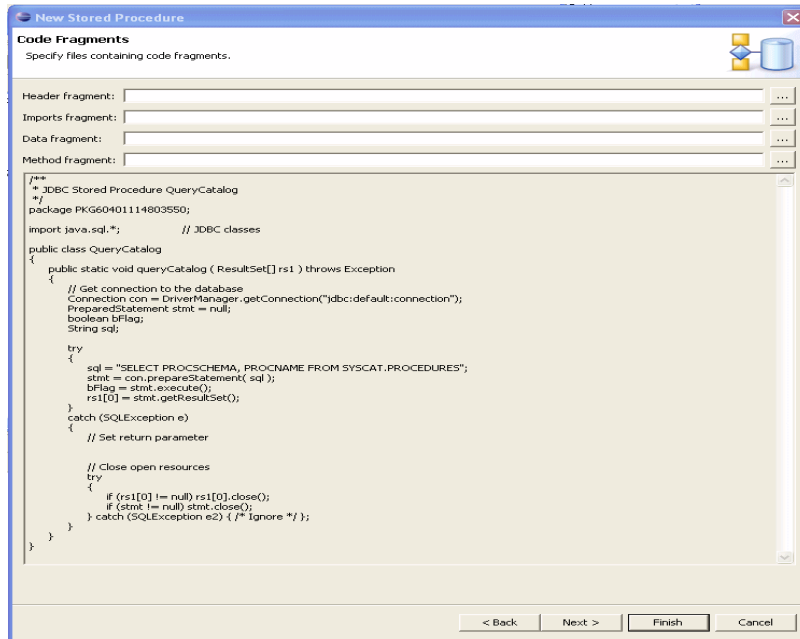 New Stored Procedure
Code Fragments
Specify files containing code fragments.
Header fragment:
...
Imports fragment:
...
Data fragment:
...
Method fragment:
...
/**
 * JDBC Stored Procedure QueryCatalog
 */
package PKG60401114803550;
import java.sql.*; // JDBC classes
public class QueryCatalog
{
public static void queryCatalog ( ResultSet[] rs1 ) throws Exception
{
// Get connection to the database
Connection con = DriverManager.getConnection("jdbc:default:connection");
PreparedStatement stmt = null;
boolean bFlag;
String sql;
try
{
sql = "SELECT PROCSCHEMA, PROCNAME FROM SYSCAT.PROCEDURES";
stmt = con.prepareStatement( sql );
bFlag = stmt.execute();
rs1[0] = stmt.getResultSet();
}
catch (SQLException e)
{
// Set return parameter
// Close open resources
try
{
if (rs1[0] != null) rs1[0].close();
if (stmt != null) stmt.close();
} catch (SQLException e2) { /* Ignore */ };
}
}
}
< Back Next > Finish Cancel